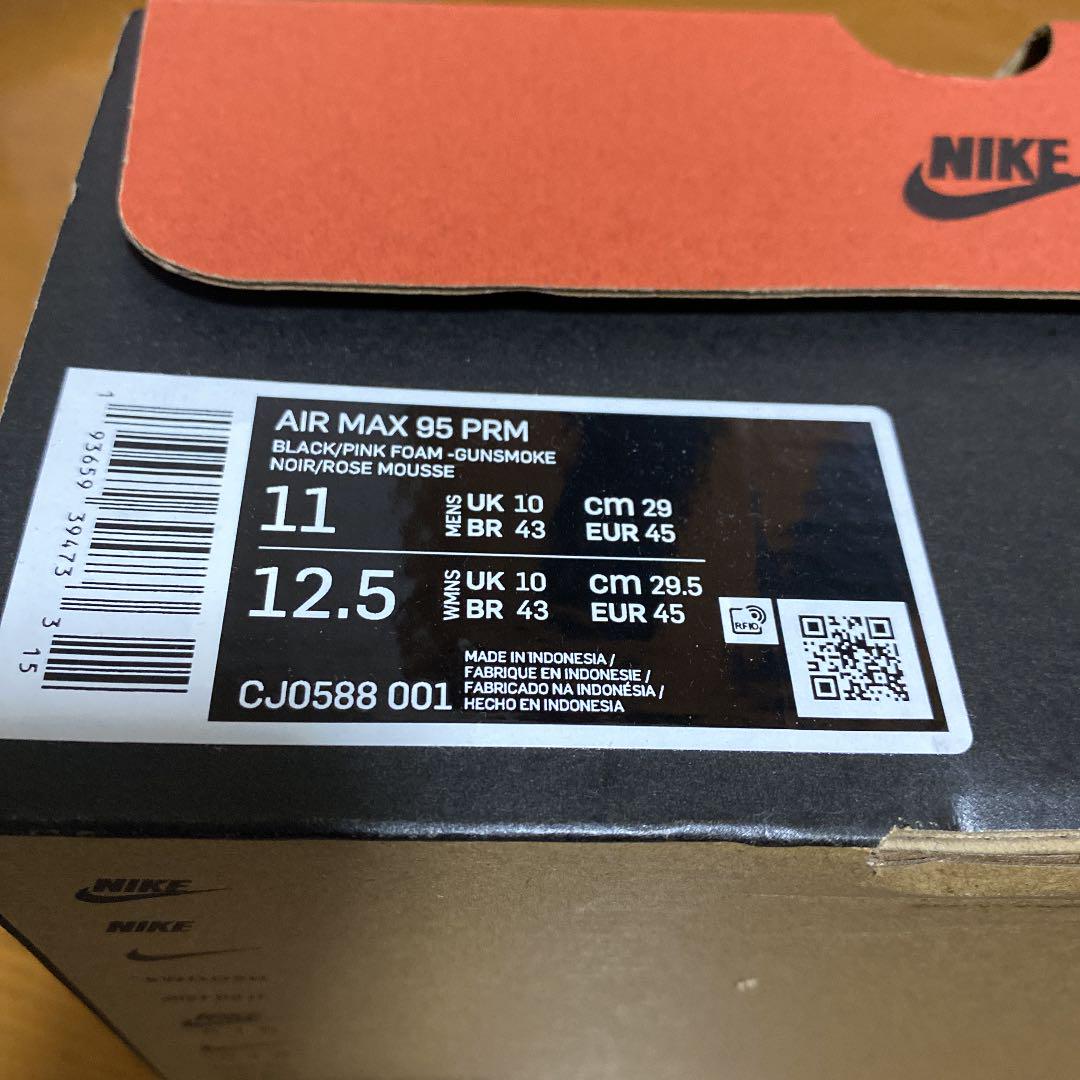 NIKE
AIR MAX 95 PRM
BLACK/PINK FOAM -GUNSMOKE
NOIR/ROSE MOUSSE
11 MENS UK 10 cm 29
BR 43 EUR 45
12.5 WMNS UK 10 cm 29.5
BR 43 EUR 45
RFID
CJ0588 001
MADE IN INDONESIA /
FABRIQUE EN INDONESIE /
FABRICADO NA INDONÉSIA /
HECHO EN INDONESIA
1 93659 39473 3
15
NIKE
NIKE